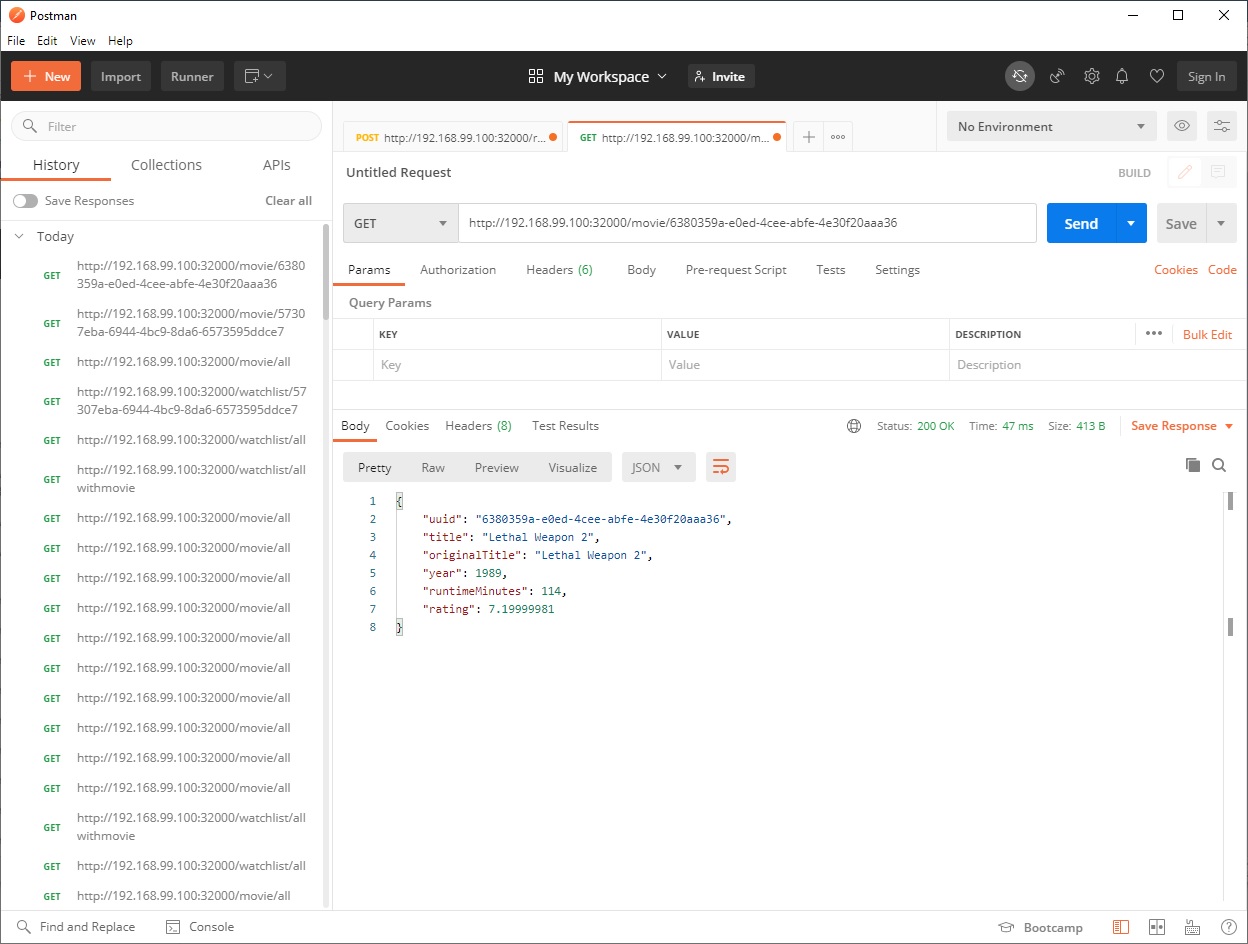 Postman
File Edit View Help
+ New Import Runner My Workspace Invite Sign In
Filter
History Collections APIs
Save Responses Clear all
Today
GET http://192.168.99.100:32000/movie/6380
359a-e0ed-4cee-abfe-4e30f20aaa36
GET http://192.168.99.100:32000/movie/5730
7eba-6944-4bc9-8da6-6573595ddce7
GET http://192.168.99.100:32000/movie/all
GET http://192.168.99.100:32000/watchlist/57
307eba-6944-4bc9-8da6-6573595ddce7
GET http://192.168.99.100:32000/watchlist/all
GET http://192.168.99.100:32000/watchlist/all
withmovie
GET http://192.168.99.100:32000/movie/all
GET http://192.168.99.100:32000/movie/all
GET http://192.168.99.100:32000/movie/all
GET http://192.168.99.100:32000/movie/all
GET http://192.168.99.100:32000/movie/all
GET http://192.168.99.100:32000/movie/all
GET http://192.168.99.100:32000/movie/all
GET http://192.168.99.100:32000/movie/all
GET http://192.168.99.100:32000/movie/all
GET http://192.168.99.100:32000/movie/all
GET http://192.168.99.100:32000/watchlist/all
withmovie
GET http://192.168.99.100:32000/watchlist/all
GET http://192.168.99.100:32000/movie/all
POST http://192.168.99.100:32000/r... GET http://192.168.99.100:32000/m... No Environment
Untitled Request BUILD
GET http://192.168.99.100:32000/movie/6380359a-e0ed-4cee-abfe-4e30f20aaa36 Send Save
Params Authorization Headers (6) Body Pre-request Script Tests Settings Cookies Code
Query Params
KEY VALUE DESCRIPTION Bulk Edit
Key Value Description
Body Cookies Headers (8) Test Results Status: 200 OK Time: 47 ms Size: 413 B Save Response
Pretty Raw Preview Visualize JSON
1 {
2 "uuid": "6380359a-e0ed-4cee-abfe-4e30f20aaa36",
3 "title": "Lethal Weapon 2",
4 "originalTitle": "Lethal Weapon 2",
5 "year": 1989,
6 "runtimeMinutes": 114,
7 "rating": 7.19999981
8 }
Find and Replace Console Bootcamp